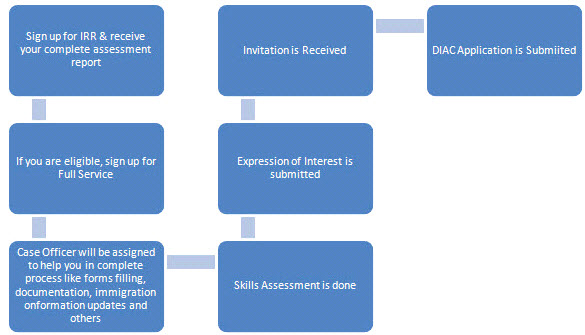 Sign up for IRR & receive
your complete assessment
report
If you are eligible, sign up for
Full Service
Case Officer will be assigned
to help you in complete
process like forms filling,
documentation, immigration
onformation updates and
others
Skills Assessment is done
Expression of Interest is
submitted
Invitation is Received
DIAC Application is Submiited